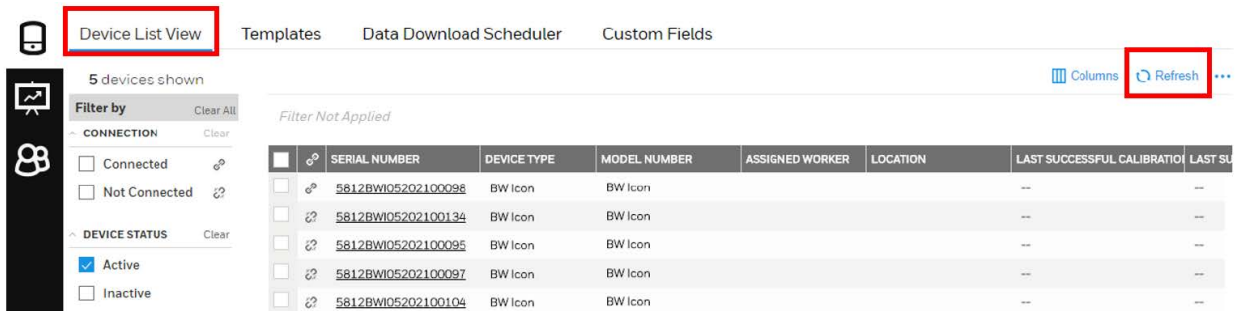 Device List View Templates Data Download Scheduler Custom Fields
5 devices shown
Columns Refresh
Filter by Clear All
Filter Not Applied
CONNECTION Clear
Connected
Not Connected
DEVICE STATUS Clear
Active
Inactive
SERIAL NUMBER DEVICE TYPE MODEL NUMBER ASSIGNED WORKER LOCATION LAST SUCCESSFUL CALIBRATIO LAST SU
5812BWI05202100098 BW Icon BW Icon -- --
5812BWI05202100134 BW Icon BW Icon -- --
5812BWI05202100095 BW Icon BW Icon -- --
5812BWI05202100097 BW Icon BW Icon -- --
5812BWI05202100104 BW Icon BW Icon -- --